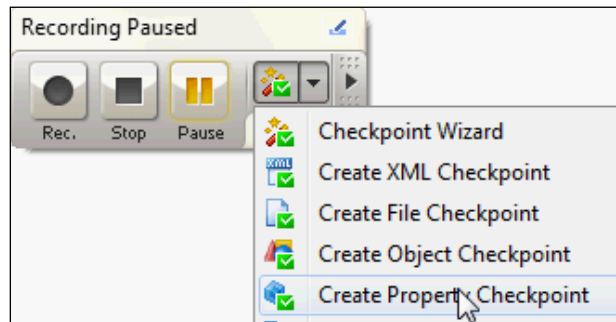 Recording Paused
Rec. Stop Pause
Checkpoint Wizard
XML Create XML Checkpoint
Create File Checkpoint
Create Object Checkpoint
Create Property Checkpoint